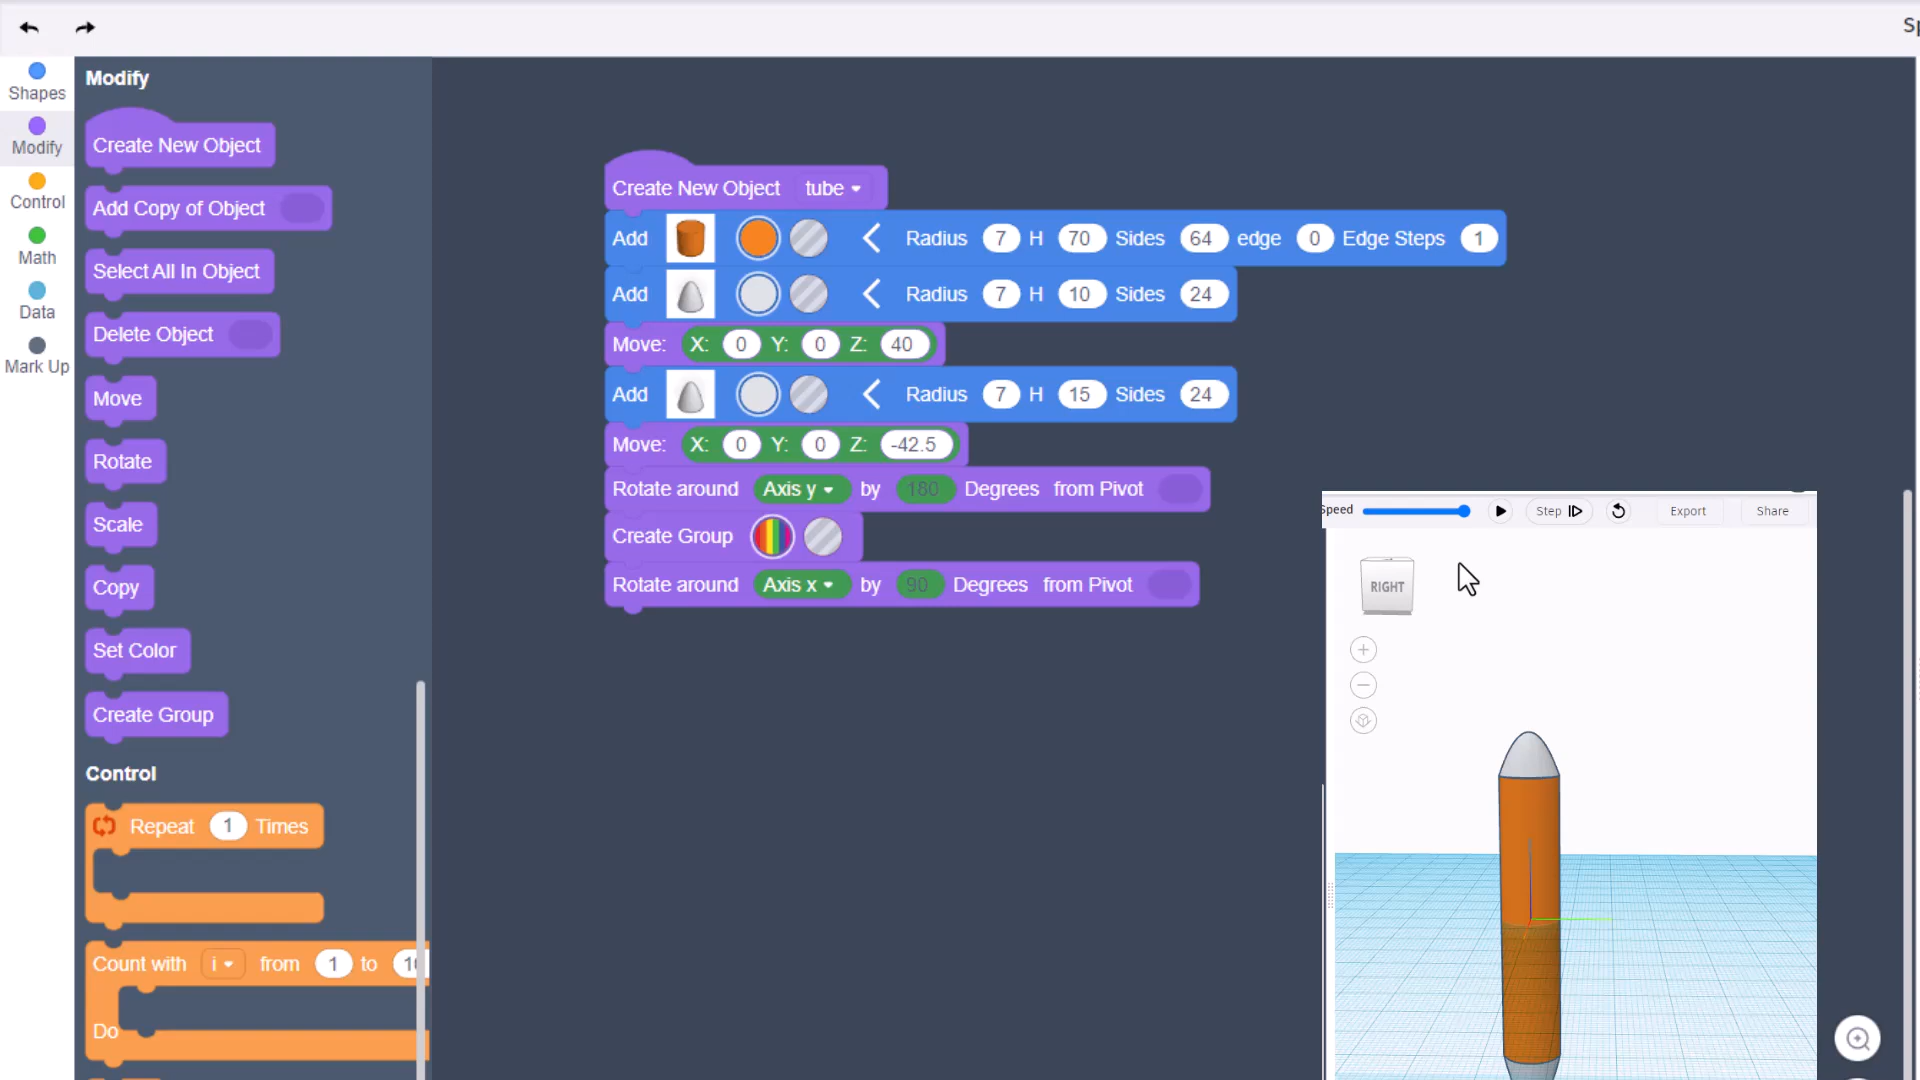 Sp
Shapes
Modify
Control
Math
Data
Mark Up
Modify
Create New Object
Add Copy of Object
Select All In Object
Delete Object
Move
Rotate
Scale
Copy
Set Color
Create Group
Control
Repeat 1 Times
Count with i from 1 to 10
Do
Create New Object tube
Add Radius 7 H 70 Sides 64 edge 0 Edge Steps 1
Add Radius 7 H 10 Sides 24
Move: X: 0 Y: 0 Z: 40
Add Radius 7 H 15 Sides 24
Move: X: 0 Y: 0 Z: -42.5
Rotate around Axis y by 180 Degrees from Pivot
Create Group
Rotate around Axis x by 90 Degrees from Pivot
Speed Step Export Share
RIGHT